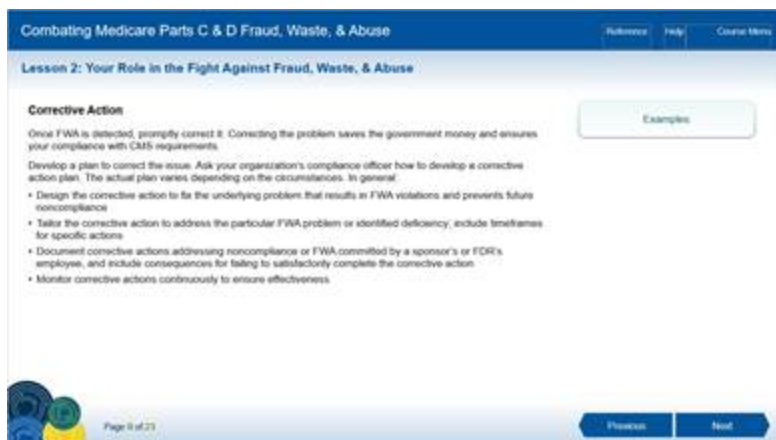 Combating Medicare Parts C & D Fraud, Waste, & Abuse
Reference Help Course Menu
Lesson 2: Your Role in the Fight Against Fraud, Waste, & Abuse
Corrective Action
Examples
Once FWA is detected, promptly correct it. Correcting the problem saves the government money and ensures
your compliance with CMS requirements.
Develop a plan to correct the issue. Ask your organization's compliance officer how to develop a corrective
action plan. The actual plan varies depending on the circumstances. In general:
• Design the corrective action to fix the underlying problem that results in FWA violations and prevents future
noncompliance
• Tailor the corrective action to address the particular FWA problem or identified deficiency; include timeframes
for specific actions
• Document corrective actions addressing noncompliance or FWA committed by a sponsor's or FDR's
employee, and include consequences for failing to satisfactorily complete the corrective action
• Monitor corrective actions continuously to ensure effectiveness
Page of 23
Previous Next